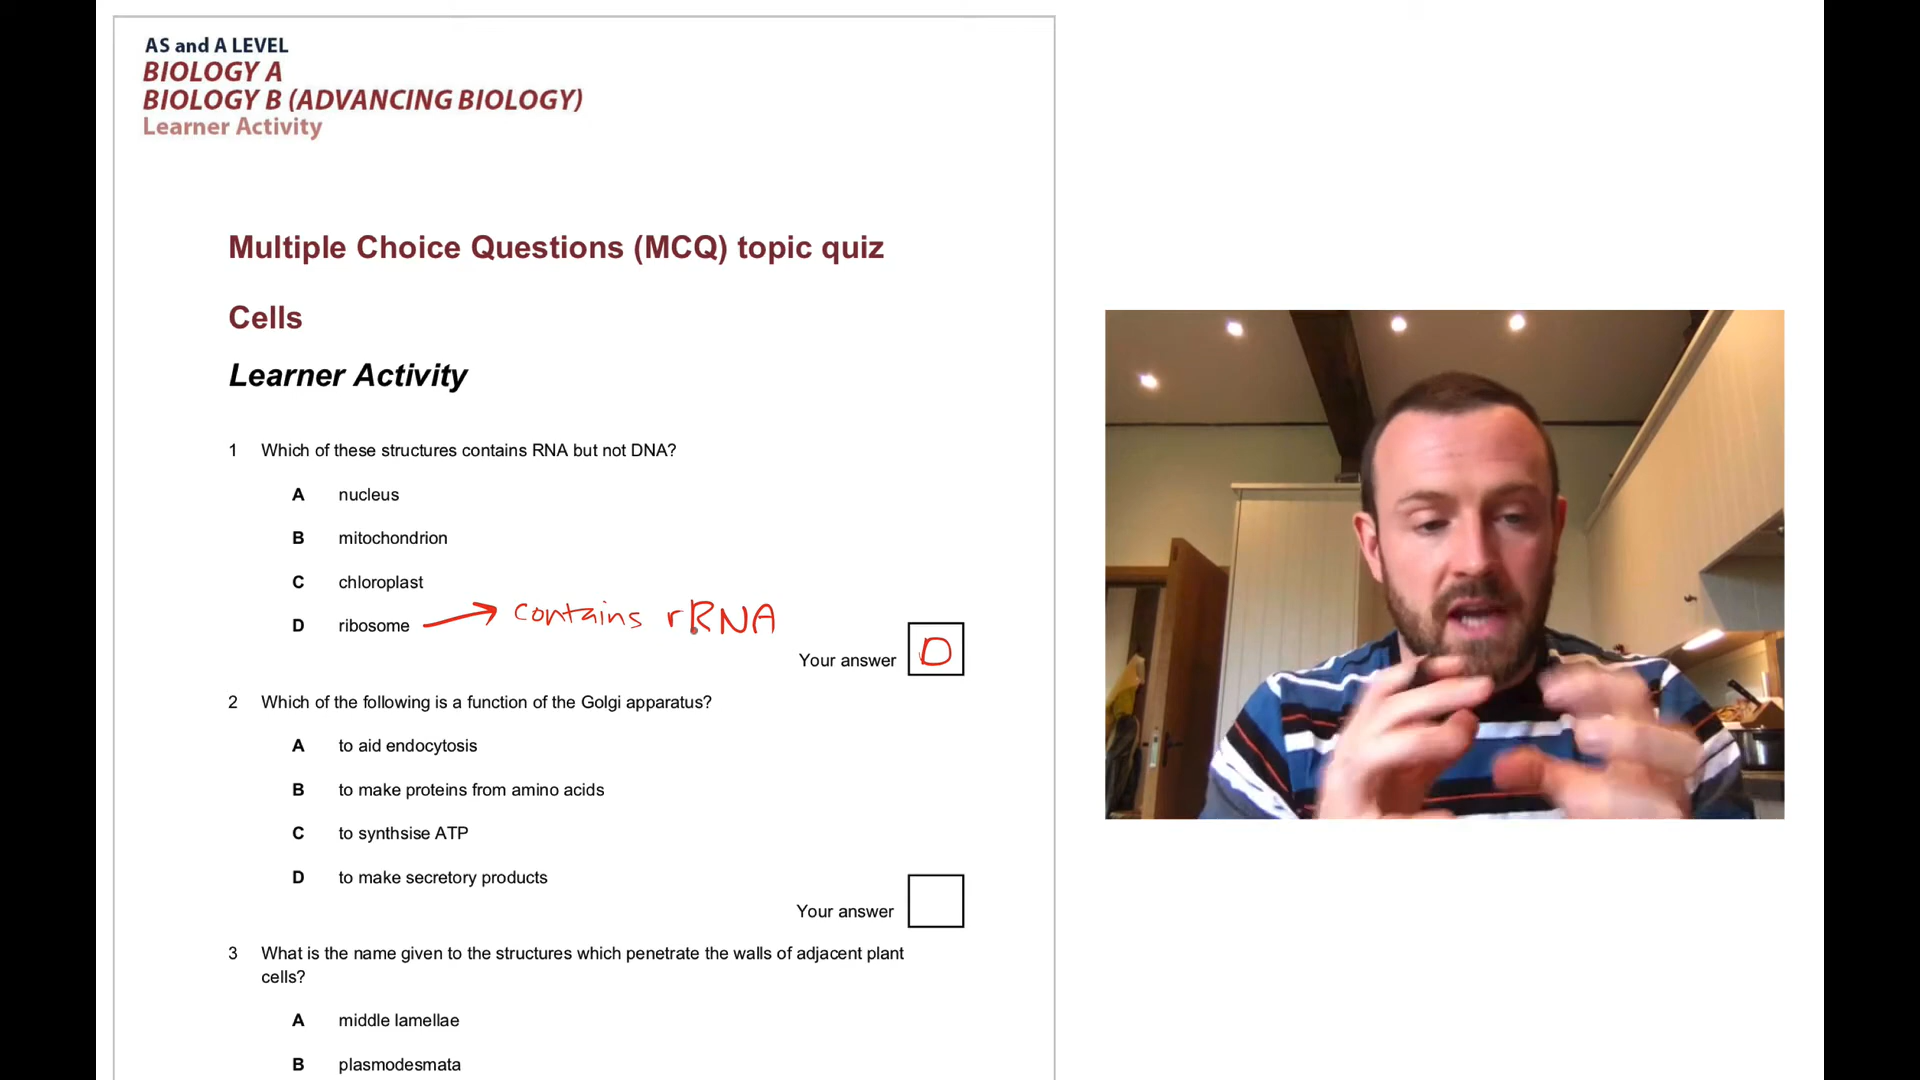 AS and A LEVEL
BIOLOGY A
BIOLOGY B (ADVANCING BIOLOGY)
Learner Activity
Multiple Choice Questions (MCQ) topic quiz
Cells
Learner Activity
1 Which of these structures contains RNA but not DNA?
A nucleus
B mitochondrion
C chloroplast
D ribosome → contains rRNA
Your answer D
2 Which of the following is a function of the Golgi apparatus?
A to aid endocytosis
B to make proteins from amino acids
C to synthsise ATP
D to make secretory products
Your answer
3 What is the name given to the structures which penetrate the walls of adjacent plant
cells?
A middle lamellae
B plasmodesmata